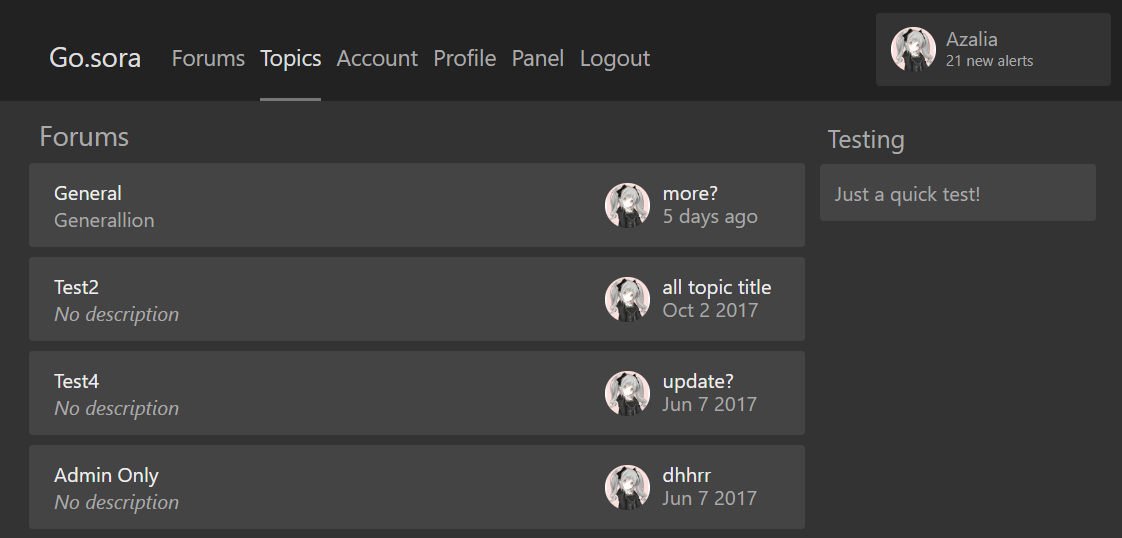 Go.sora
Forums Topics Account Profile Panel Logout
Azalia
21 new alerts
Forums
General
Generallion
more?
5 days ago
Test2
No description
all topic title
Oct 2 2017
Test4
No description
update?
Jun 7 2017
Admin Only
No description
dhhrr
Jun 7 2017
Testing
Just a quick test!